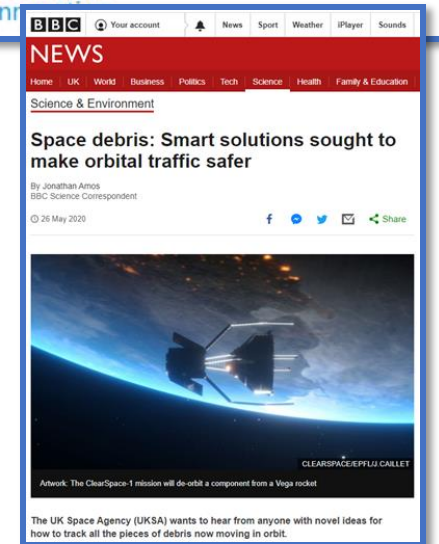 BBC Your account News Sport Weather iPlayer Sounds
NEWS
Home UK World Business Politics Tech Science Health Family & Education
Science & Environment
Space debris: Smart solutions sought to
make orbital traffic safer
By Jonathan Amos
BBC Science Correspondent
26 May 2020
Share
CLEARSPACE/EPFL/J.CAILLET
Artwork: The ClearSpace-1 mission will de-orbit a component from a Vega rocket
The UK Space Agency (UKSA) wants to hear from anyone with novel ideas for
how to track all the pieces of debris now moving in orbit.